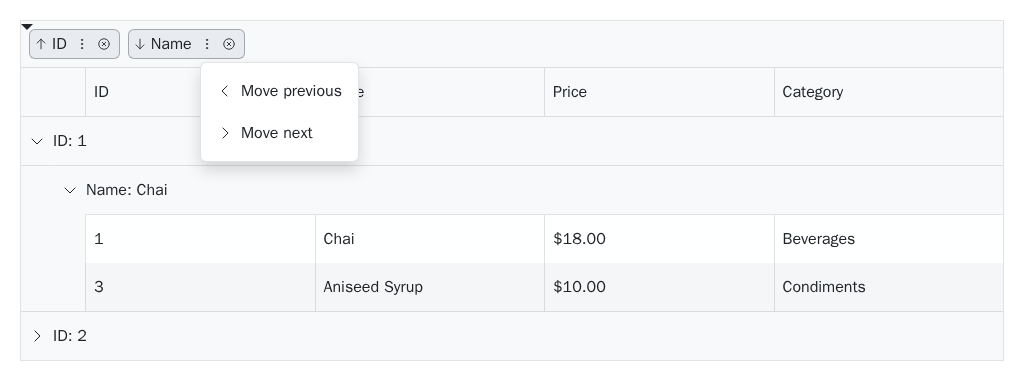 ID Name
ID e Price Category
Move previous
Move next
ID: 1
Name: Chai
1 Chai $18.00 Beverages
3 Aniseed Syrup $10.00 Condiments
ID: 2